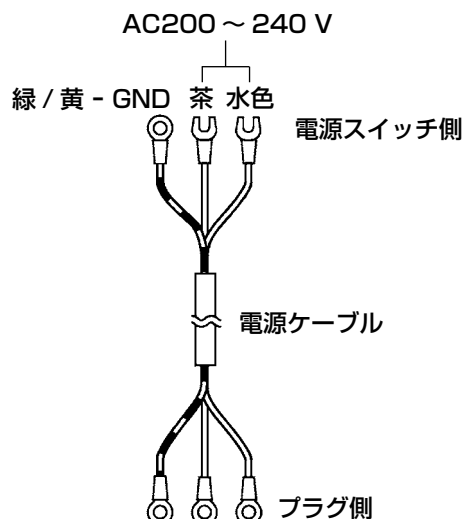 AC200 ～ 240 V
緑 / 黄 - GND 茶 水色
電源スイッチ側
電源ケーブル
プラグ側